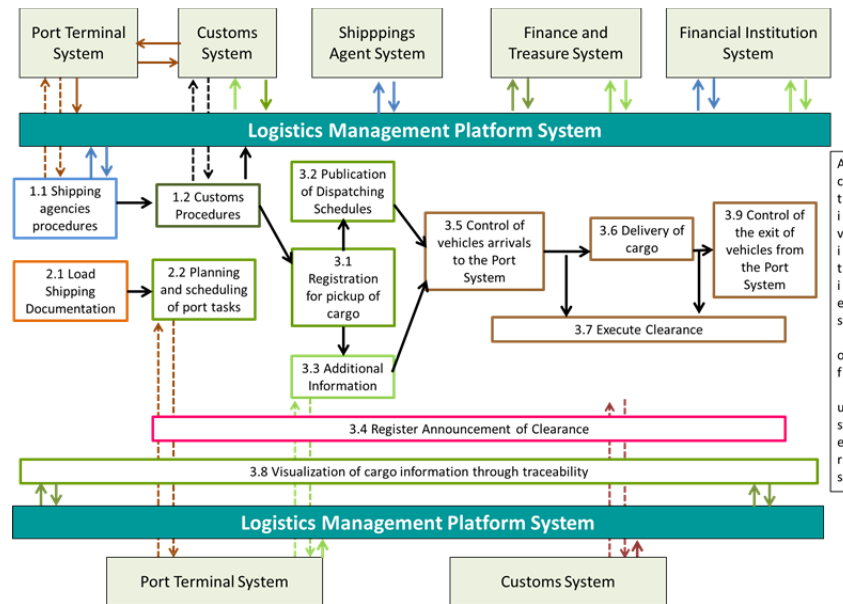 Port Terminal
System
Customs
System
Shipppings
Agent System
Finance and
Treasure System
Financial Institution
System
Logistics Management Platform System
1.1 Shipping
agencies
procedures
1.2 Customs
Procedures
3.2 Publication
of Dispatching
Schedules
3.5 Control of
vehicles arrivals
to the Port
System
3.6 Delivery of
cargo
3.9 Control of
the exit of
vehicles from
the Port
System
2.1 Load
Shipping
Documentation
2.2 Planning
and scheduling
of port tasks
3.1
Registration
for pickup of
cargo
3.7 Execute Clearance
3.3 Additional
Information
3.4 Register Announcement of Clearance
3.8 Visualization of cargo information through traceability
Logistics Management Platform System
Port Terminal System
Customs System
A
c
t
i
v
i
t
i
e
s
o
f
u
s
e
r
s